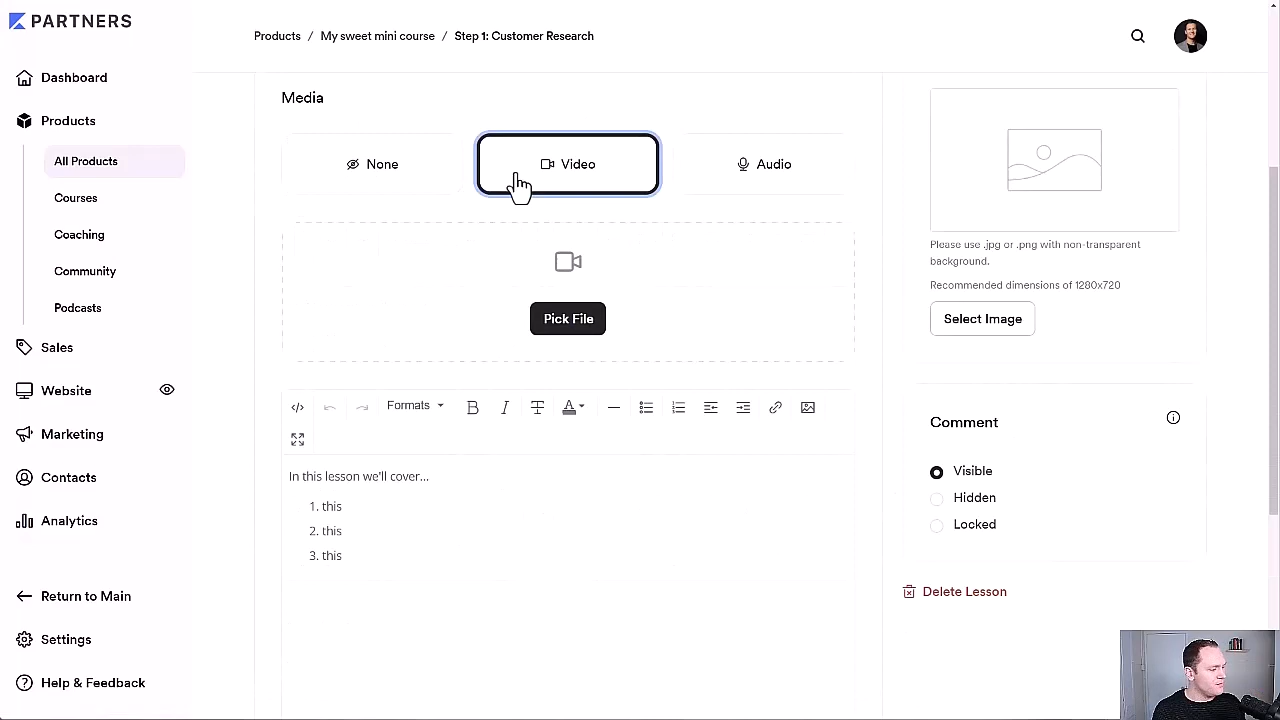 PARTNERS
Products / My sweet mini course / Step 1: Customer Research
Dashboard
Products
All Products
Courses
Coaching
Community
Podcasts
Sales
Website
Marketing
Contacts
Analytics
Return to Main
Settings
Help & Feedback
Media
None
Video
Audio
Pick File
Formats
In this lesson we'll cover...
1. this
2. this
3. this
Please use .jpg or .png with non-transparent
background.
Recommended dimensions of 1280x720
Select Image
Comment
Visible
Hidden
Locked
Delete Lesson